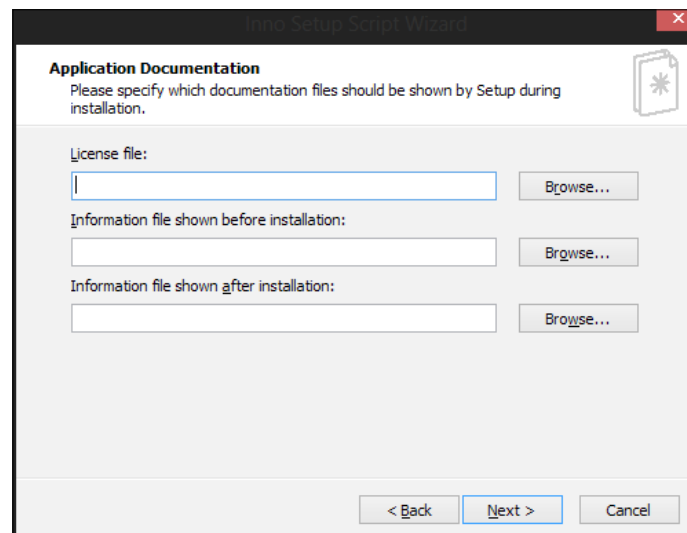 Inno Setup Script Wizard
Application Documentation
Please specify which documentation files should be shown by Setup during
installation.
License file:
Browse...
Information file shown before installation:
Browse...
Information file shown after installation:
Browse...
< Back Next > Cancel